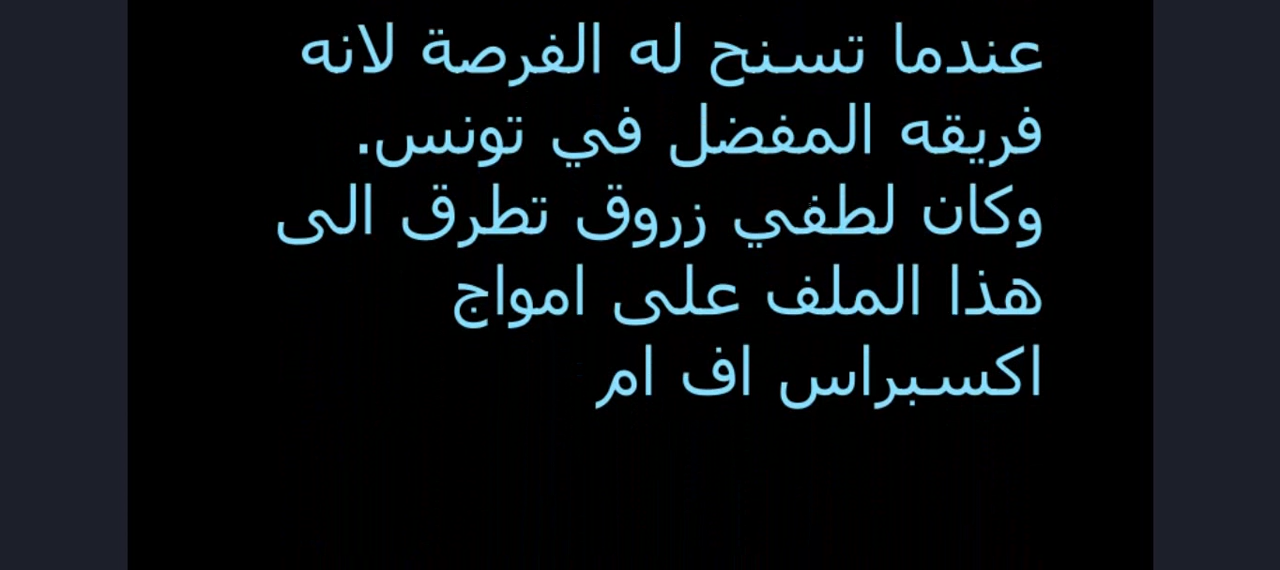 عندما تسنح له الفرصة لانه
فريقه المفضل في تونس.
وكان لطفي زروق تطرق الى
هذا الملف على امواج
اكسبراس اف ام